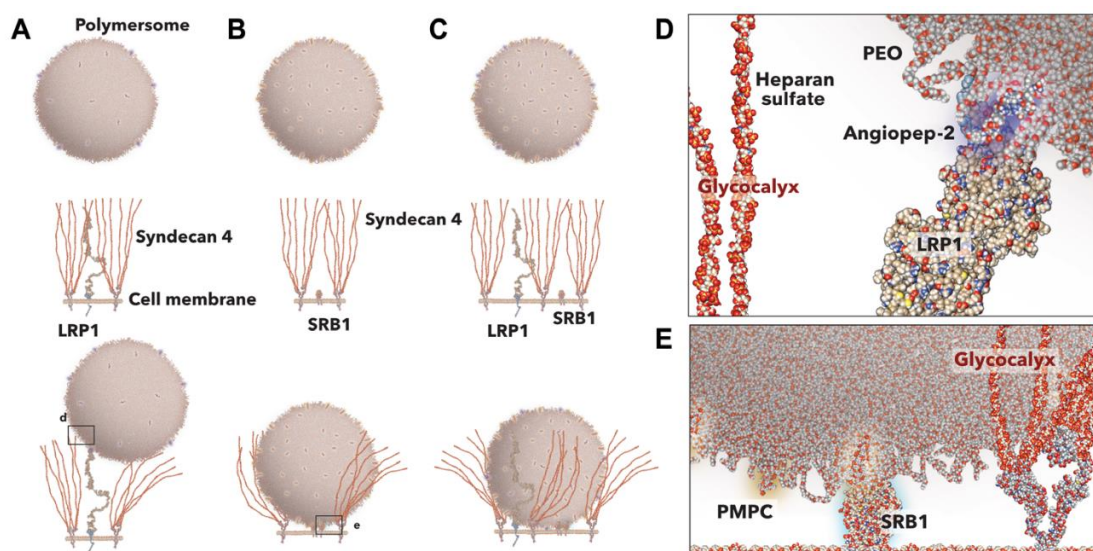 A
Polymersome
B
C
Syndecan 4
Cell membrane
LRP1
Syndecan 4
SRB1
LRP1
SRB1
d
e
D
PEO
Heparan
sulfate
Angiopep-2
Glycocalyx
LRP1
E
Glycocalyx
PMPC
SRB1